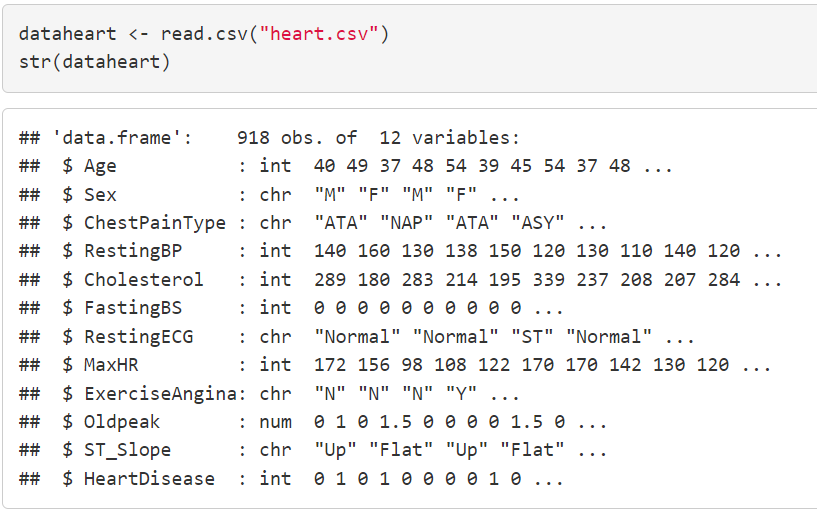 dataheart <- read.csv("heart.csv")
str(dataheart)
## 'data.frame':    918 obs. of  12 variables:
##  $ Age           : int  40 49 37 48 54 39 45 54 37 48 ...
##  $ Sex           : chr  "M" "F" "M" "F" ...
##  $ ChestPainType : chr  "ATA" "NAP" "ATA" "ASY" ...
##  $ RestingBP     : int  140 160 130 138 150 120 130 110 140 120 ...
##  $ Cholesterol   : int  289 180 283 214 195 339 237 208 207 284 ...
##  $ FastingBS     : int  0 0 0 0 0 0 0 0 0 0 ...
##  $ RestingECG    : chr  "Normal" "Normal" "ST" "Normal" ...
##  $ MaxHR         : int  172 156 98 108 122 170 170 142 130 120 ...
##  $ ExerciseAngina: chr  "N" "N" "N" "Y" ...
##  $ Oldpeak       : num  0 1 0 1.5 0 0 0 0 1.5 0 ...
##  $ ST_Slope      : chr  "Up" "Flat" "Up" "Flat" ...
##  $ HeartDisease  : int  0 1 0 1 0 0 0 0 1 0 ...